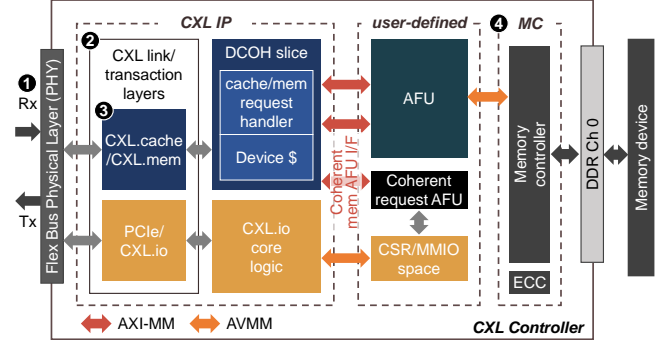 CXL IP
user-defined
4
MC
2
CXL link/
transaction
layers
DCOH slice
cache/mem
request
handler
Device $
AFU
1
Rx
Tx
Flex Bus Physical Layer (PHY)
3
CXL.cache
/CXL.mem
Coherent
mem AFU I/F
Coherent
request AFU
Memory
controller
DDR Ch 0
Memory device
PCIe/
CXL.io
CXL.io
core
logic
CSR/MMIO
space
ECC
AXI-MM
AVMM
CXL Controller